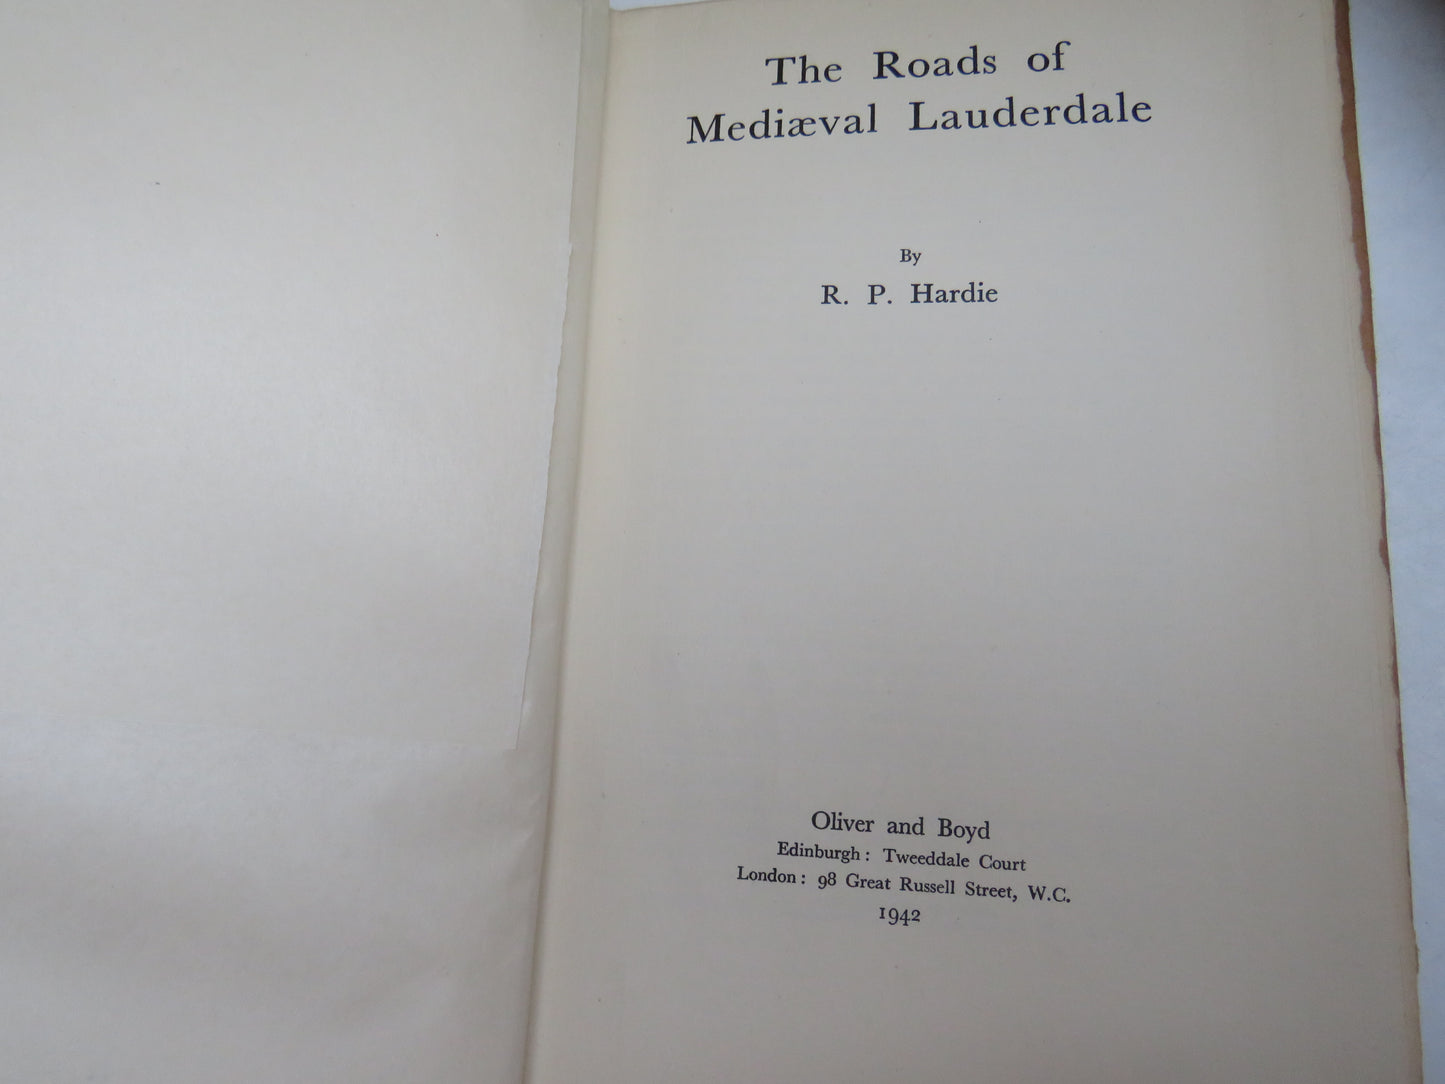 The Roads of
Mediæval Lauderdale
By
R. P. Hardie
Oliver and Boyd
Edinburgh: Tweeddale Court
London: 98 Great Russell Street, W.C.
1942